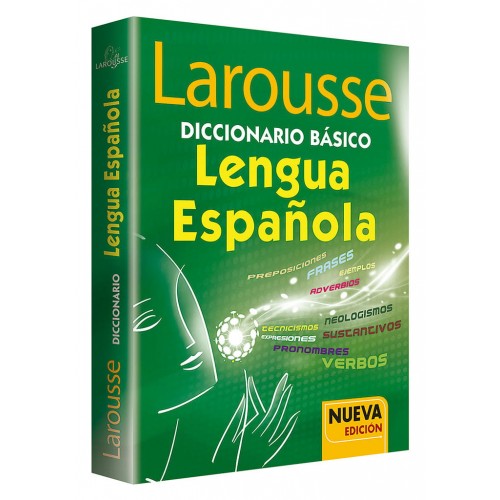 Larousse
DICCIONARIO BÁSICO
Lengua
Española
PREPOSICIONES
FRASES
EJEMPLOS
ADVERBIOS
NEOLOGISMOS
TECNICISMOS
SUSTANTIVOS
EXPRESIONES
PRONOMBRES
VERBOS
NUEVA
EDICIÓN
LAROUSSE
Larousse DICCIONARIO Lengua Española